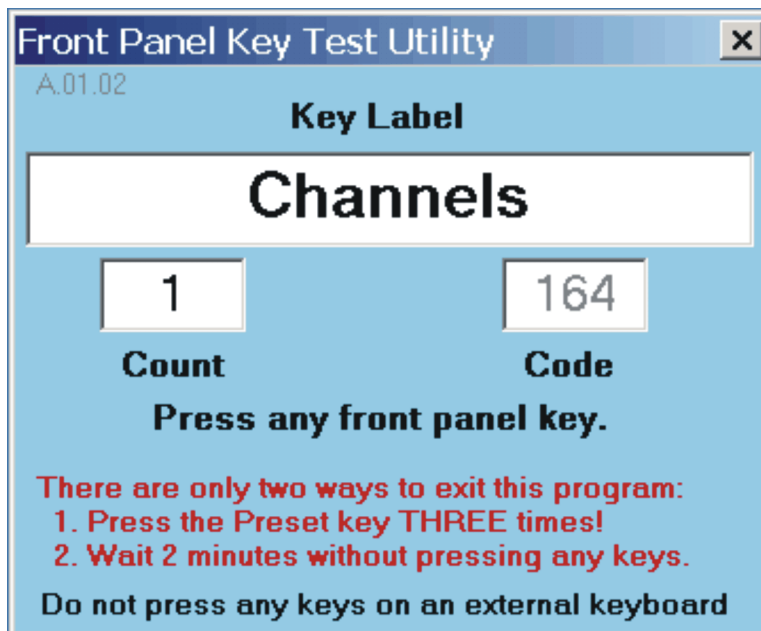 Front Panel Key Test Utility
A.01.02
Key Label
Channels
1 164
Count Code
Press any front panel key.
There are only two ways to exit this program:
1. Press the Preset key THREE times!
2. Wait 2 minutes without pressing any keys.
Do not press any keys on an external keyboard